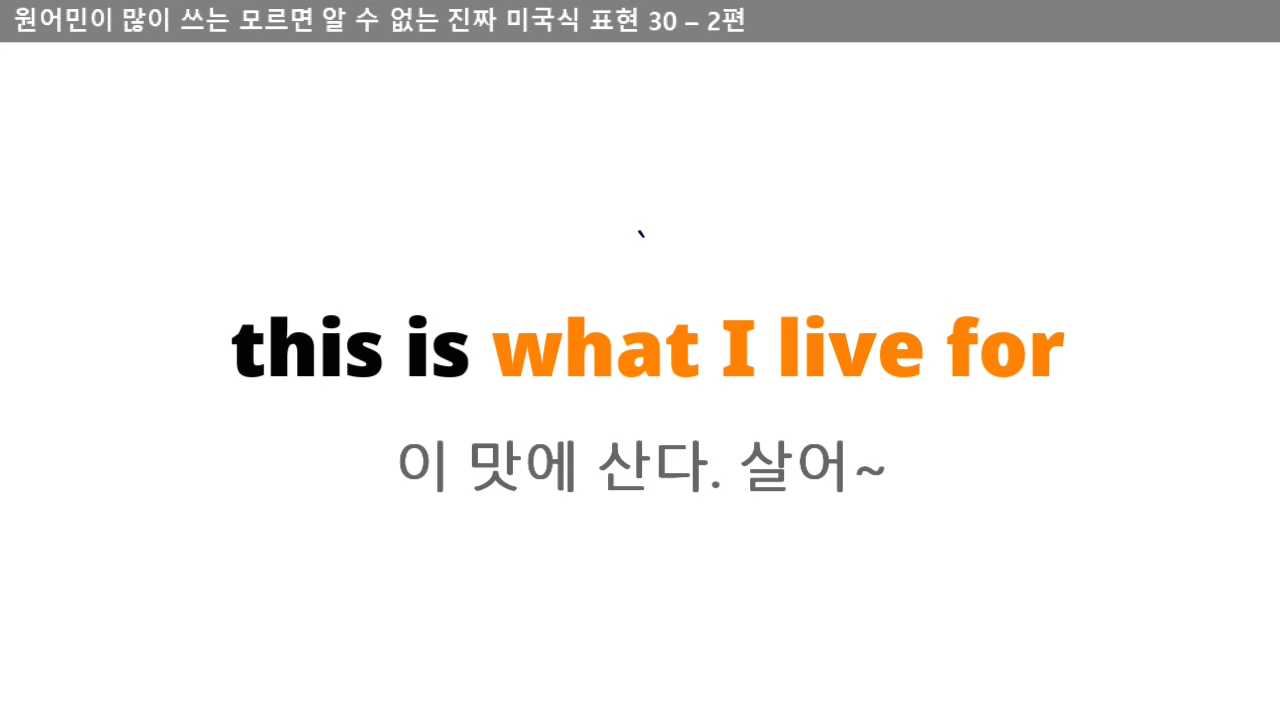 원어민이 많이 쓰는 모르면 알 수 없는 진짜 미국식 표현 30 – 2편
`
this is what I live for
이 맛에 산다. 살어~